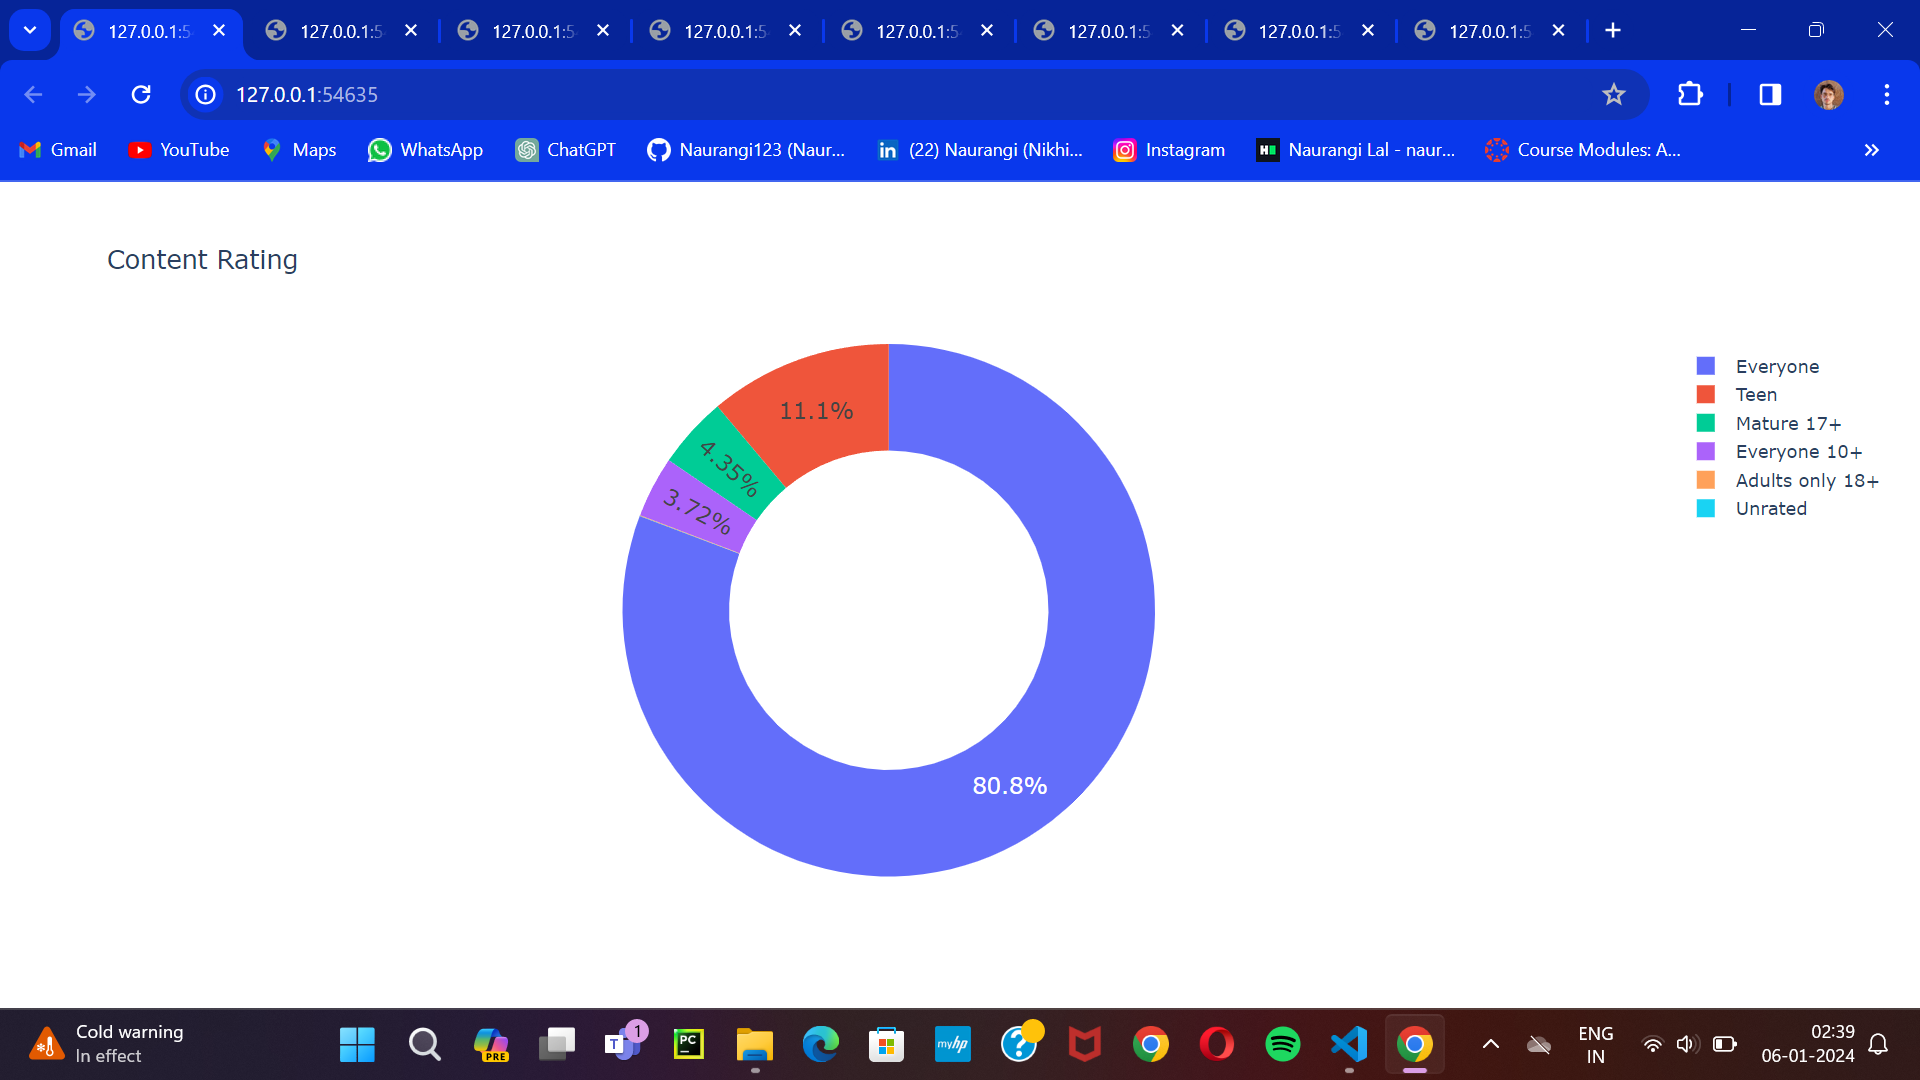 127.0.0.1:5 127.0.0.1:5 127.0.0.1:5 127.0.0.1:5 127.0.0.1:5 127.0.0.1:5 127.0.0.1:5 127.0.0.1:5
127.0.0.1:54635
Gmail YouTube Maps WhatsApp ChatGPT Naurangi123 (Naur... (22) Naurangi (Nikhi... Instagram Naurangi Lal - naur... Course Modules: A...
Content Rating
11.1%
4.35%
3.72%
80.8%
Everyone
Teen
Mature 17+
Everyone 10+
Adults only 18+
Unrated
Cold warning
In effect
PRE
1
T
PC
myhp
ENG
IN
02:39
06-01-2024